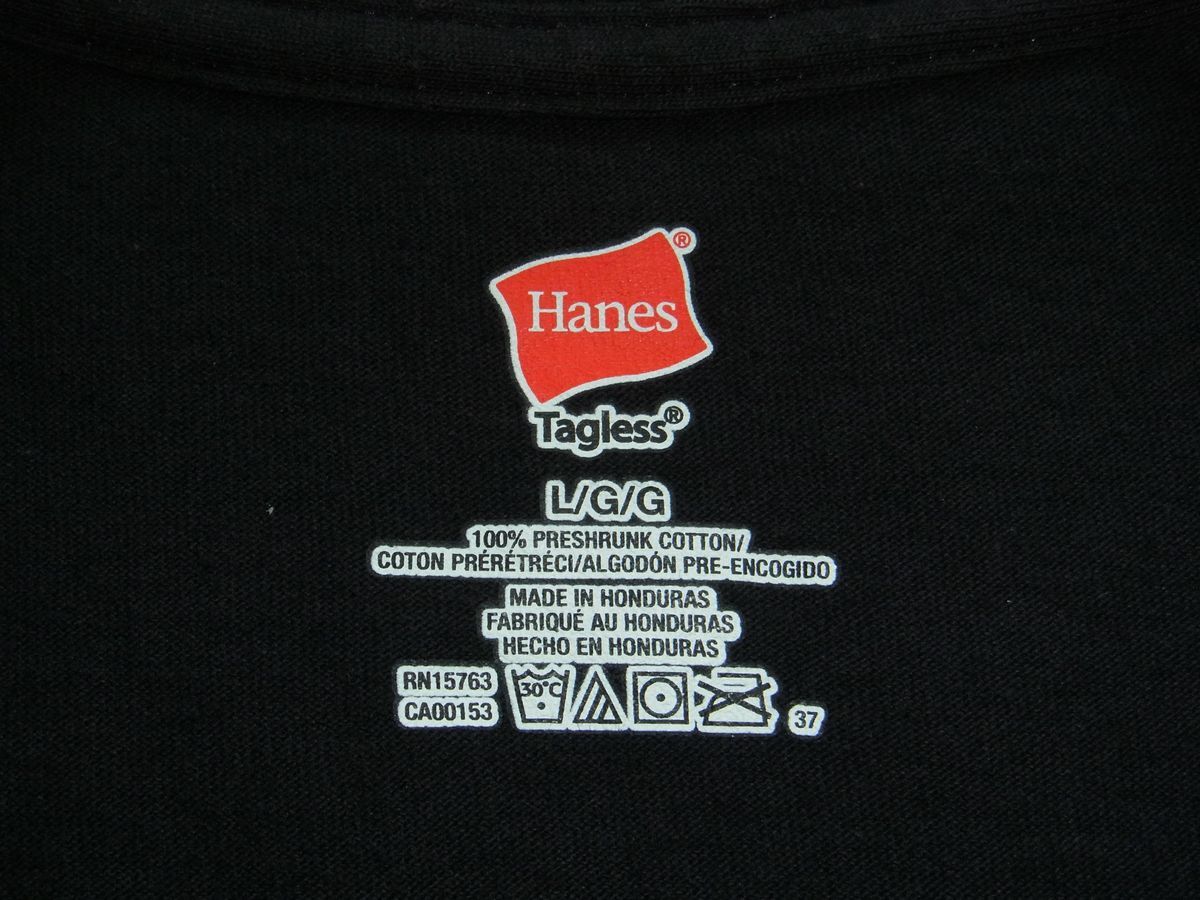 Hanes®
Tagless®
L/G/G
100% PRESHRUNK COTTON/
COTON PRÉRÉTRÉCI/ALGODÓN PRE-ENCOGIDO
MADE IN HONDURAS
FABRIQUÉ AU HONDURAS
HECHO EN HONDURAS
RN15763
CA00153
30°C
37